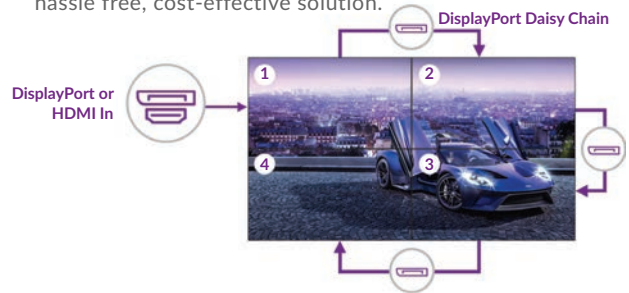 hassle free, cost-effective solution.
DisplayPort Daisy Chain
DisplayPort or
HDMI In
1
2
4
3